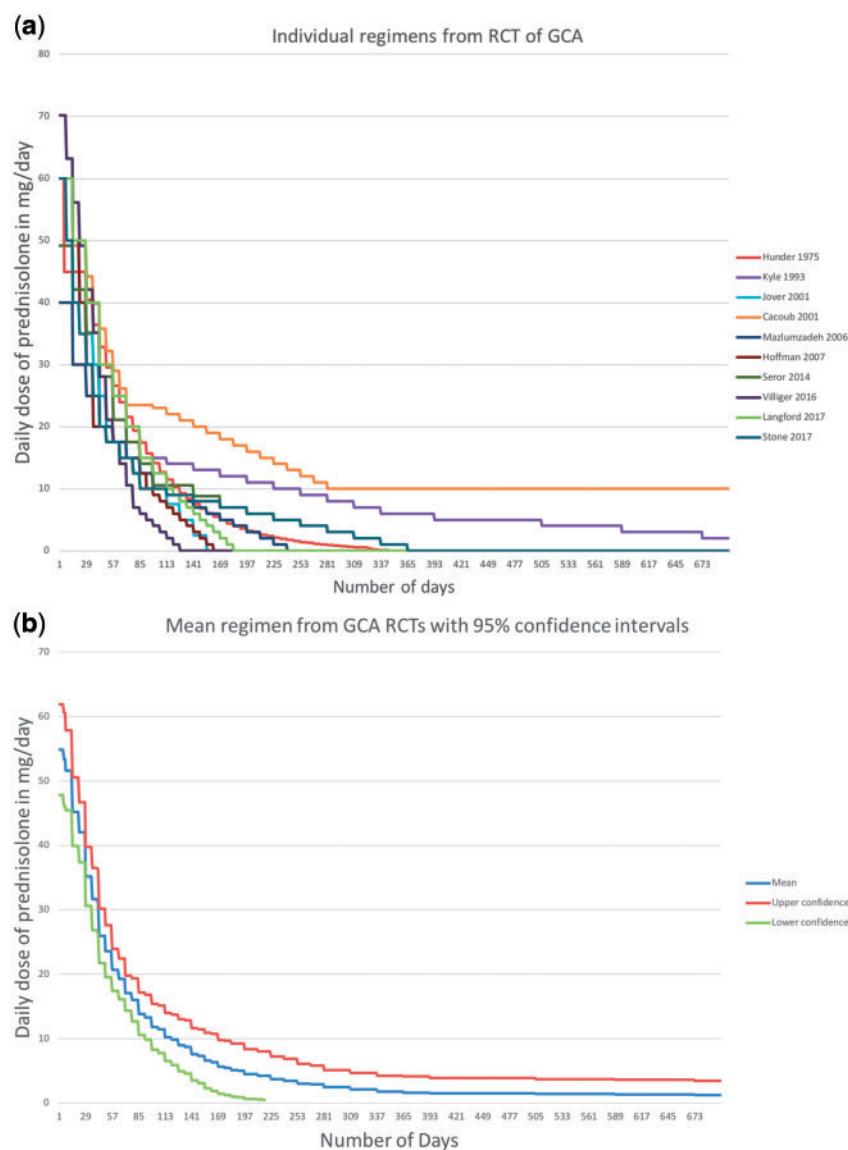 (a)
Individual regimens from RCT of GCA
Daily dose of prednisolone in mg/day
80
70
60
50
40
30
20
10
0
1 29 57 85 113 141 169 197 225 253 281 309 337 365 393 421 449 477 505 533 561 589 617 645 673
Number of days
Hunder 1975
Kyle 1993
Jover 2001
Cacoub 2001
Mazlumzadeh 2006
Hoffman 2007
Seror 2014
Villiger 2016
Langford 2017
Stone 2017
(b)
Mean regimen from GCA RCTs with 95% confidence intervals
Daily dose of prednisolone in mg/day
70
60
50
40
30
20
10
0
1 29 57 85 113 141 169 197 225 253 281 309 337 365 393 421 449 477 505 533 561 589 617 645 673
Number of Days
Mean
Upper confidence
Lower confidence